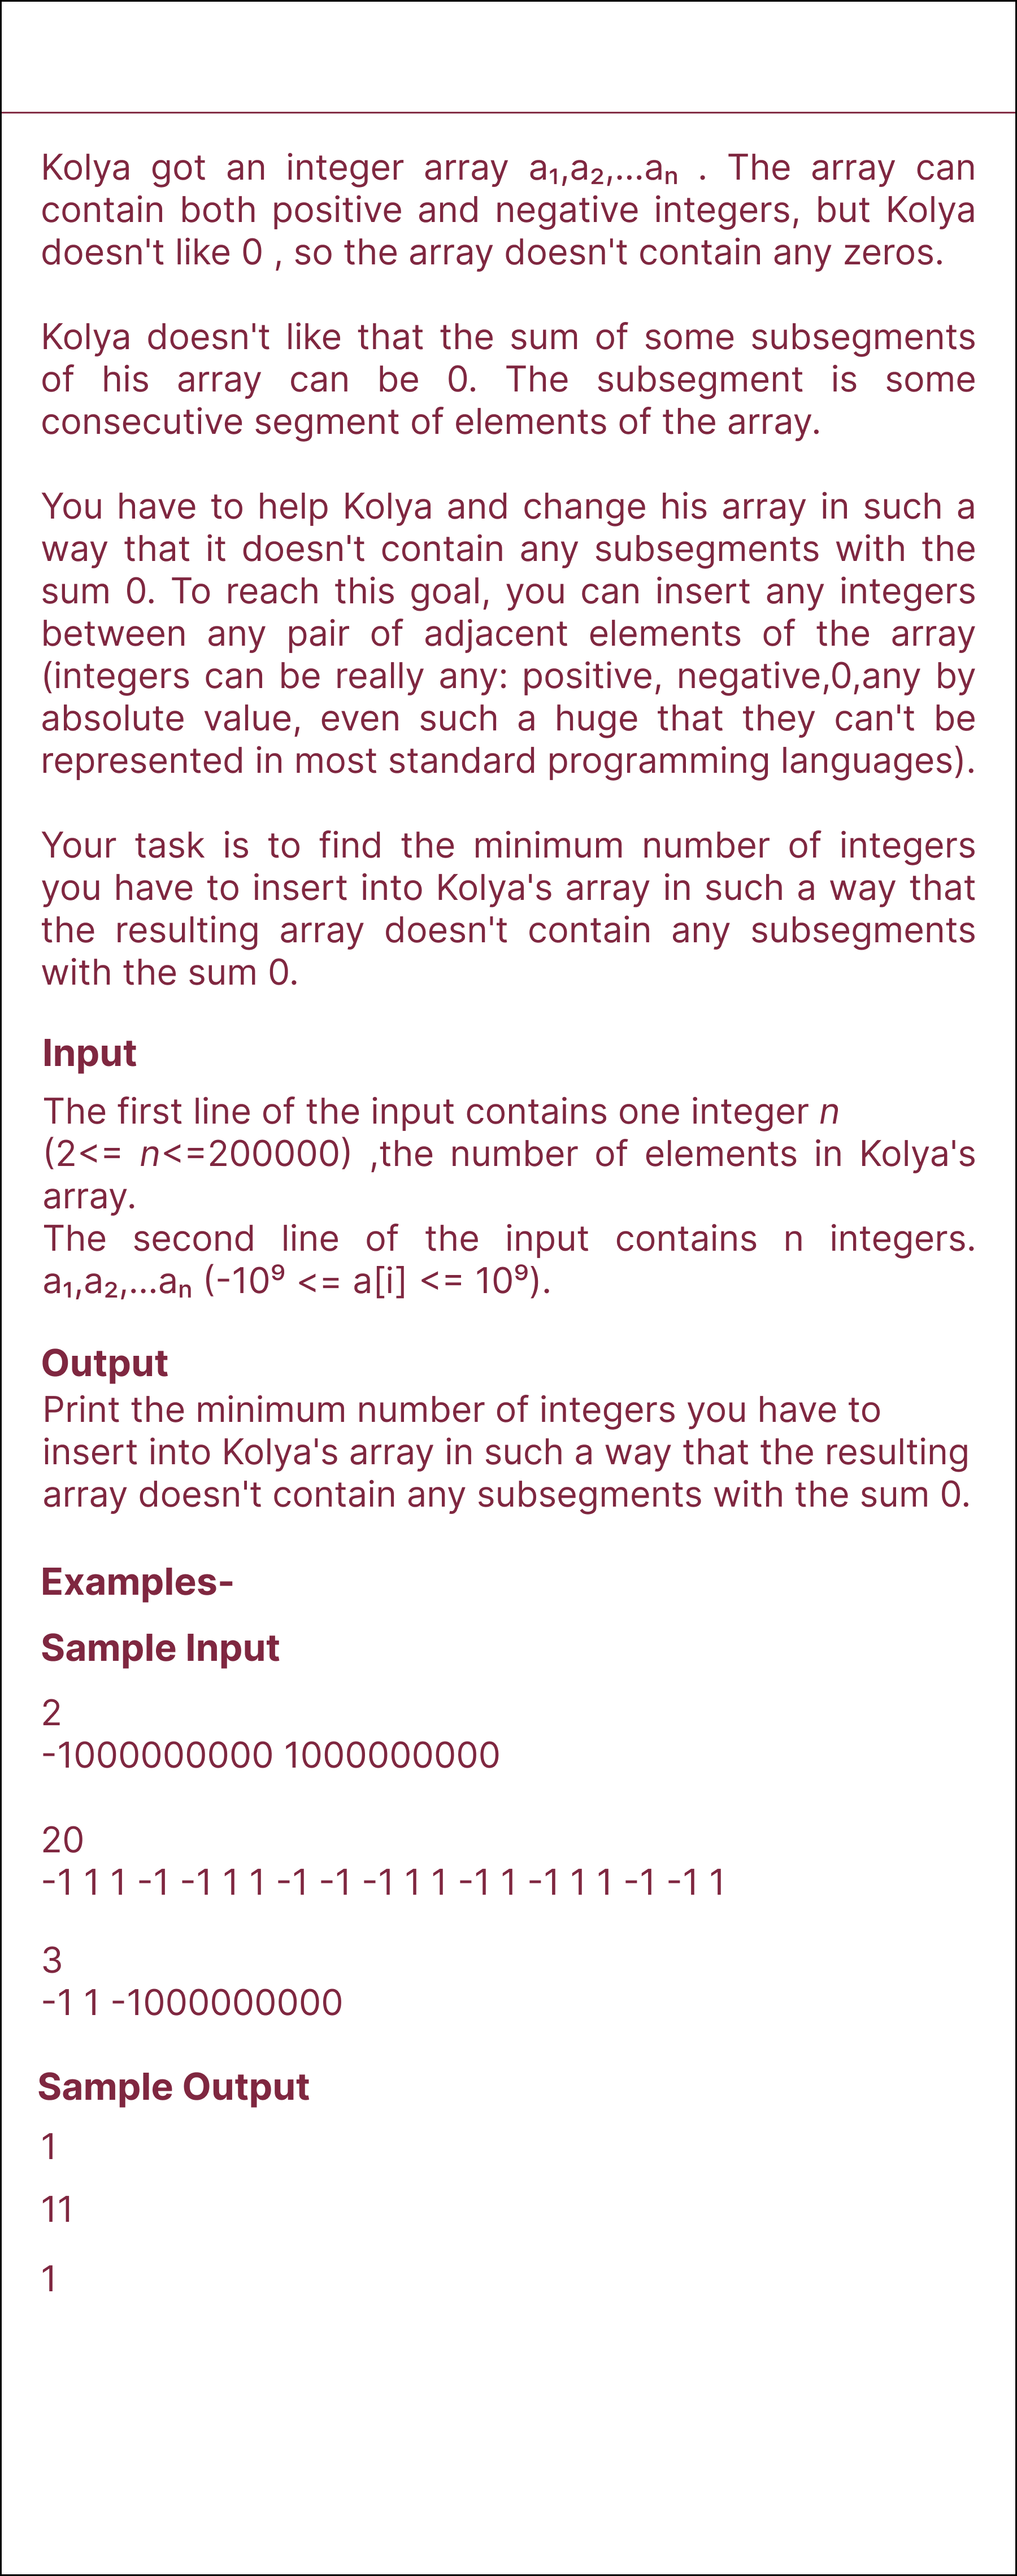 Kolya got an integer array a₁,a₂,...aₙ . The array can
contain both positive and negative integers, but Kolya
doesn't like 0 , so the array doesn't contain any zeros.
Kolya doesn't like that the sum of some subsegments
of his array can be 0. The subsegment is some
consecutive segment of elements of the array.
You have to help Kolya and change his array in such a
way that it doesn't contain any subsegments with the
sum 0. To reach this goal, you can insert any integers
between any pair of adjacent elements of the array
(integers can be really any: positive, negative,0,any by
absolute value, even such a huge that they can't be
represented in most standard programming languages).
Your task is to find the minimum number of integers
you have to insert into Kolya's array in such a way that
the resulting array doesn't contain any subsegments
with the sum 0.
Input
The first line of the input contains one integer n
(2<= n<=200000) ,the number of elements in Kolya's
array.
The second line of the input contains n integers.
a₁,a₂,...aₙ (-10⁹ <= a[i] <= 10⁹).
Output
Print the minimum number of integers you have to
insert into Kolya's array in such a way that the resulting
array doesn't contain any subsegments with the sum 0.
Examples-
Sample Input
2
-1000000000 1000000000
20
-1 1 1 -1 -1 1 1 -1 -1 -1 1 1 -1 1 -1 1 1 -1 -1 1
3
-1 1 -1000000000
Sample Output
1
11
1